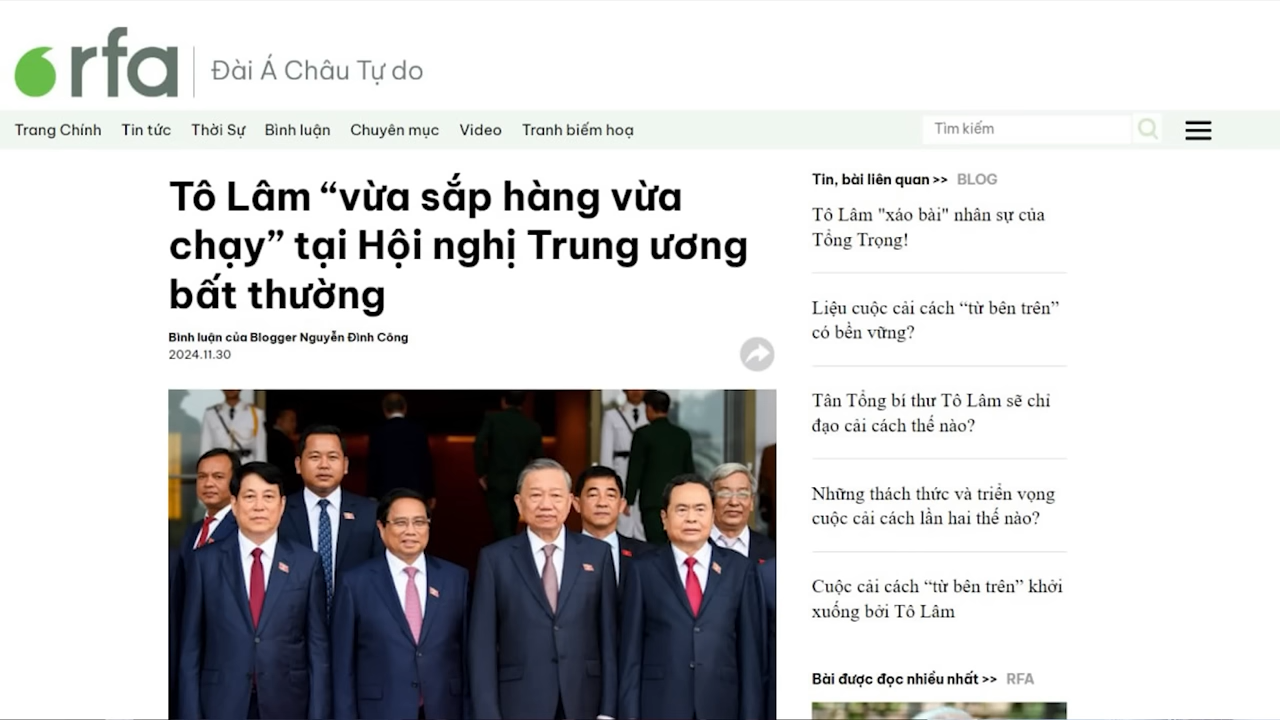 rfa
Đài Á Châu Tự do
Trang Chính Tin tức Thời Sự Bình luận Chuyên mục Video Tranh biếm hoạ
Tìm kiếm
Tô Lâm “vừa sắp hàng vừa
chạy” tại Hội nghị Trung ương
bất thường
Bình luận của Blogger Nguyễn Đình Công
2024.11.30
Tin, bài liên quan >> BLOG
Tô Lâm "xáo bài" nhân sự của
Tổng Trọng!
Liệu cuộc cải cách “từ bên trên”
có bền vững?
Tân Tổng bí thư Tô Lâm sẽ chỉ
đạo cải cách thế nào?
Những thách thức và triển vọng
cuộc cải cách lần hai thế nào?
Cuộc cải cách “từ bên trên” khởi
xuống bởi Tô Lâm
Bài được đọc nhiều nhất >> RFA